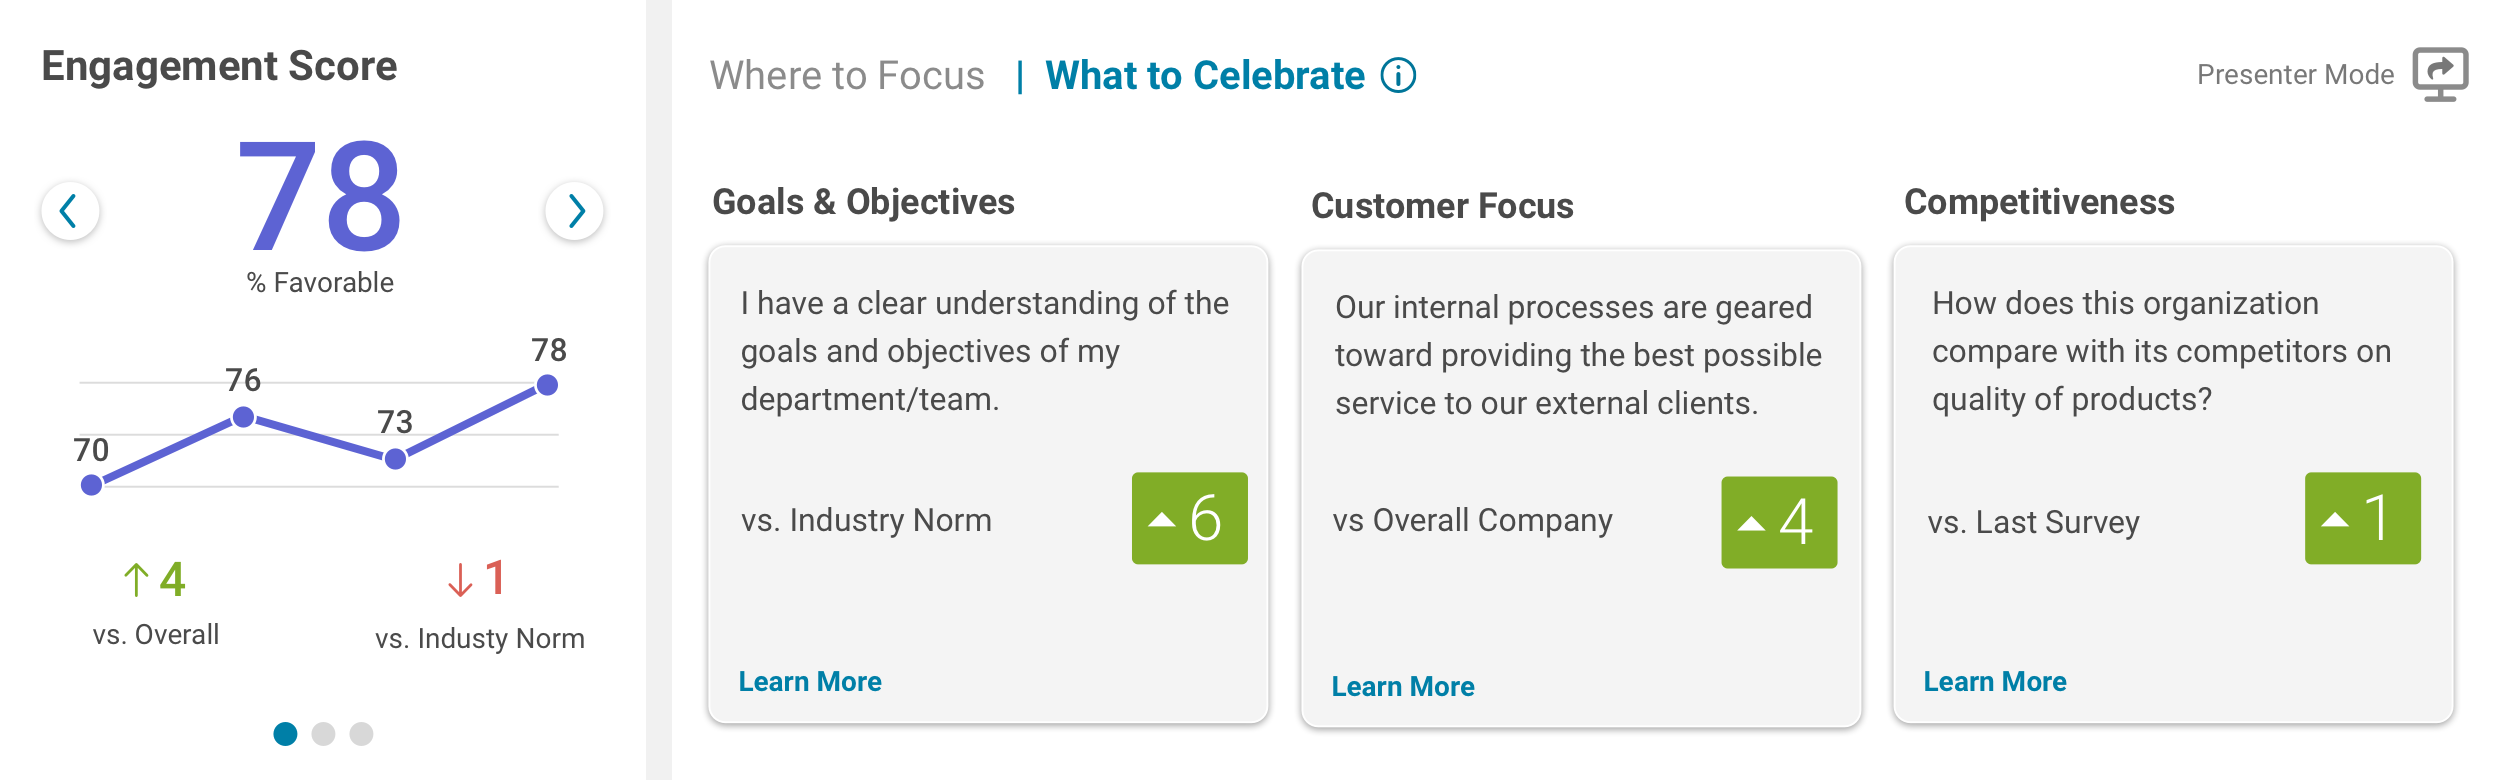 Engagement Score
78
% Favorable
70
76
73
78
4
vs. Overall
1
vs. Industy Norm
Where to Focus | What to Celebrate
Presenter Mode
Goals & Objectives
I have a clear understanding of the
goals and objectives of my
department/team.
vs. Industry Norm
6
Learn More
Customer Focus
Our internal processes are geared
toward providing the best possible
service to our external clients.
vs Overall Company
4
Learn More
Competitiveness
How does this organization
compare with its competitors on
quality of products?
vs. Last Survey
1
Learn More